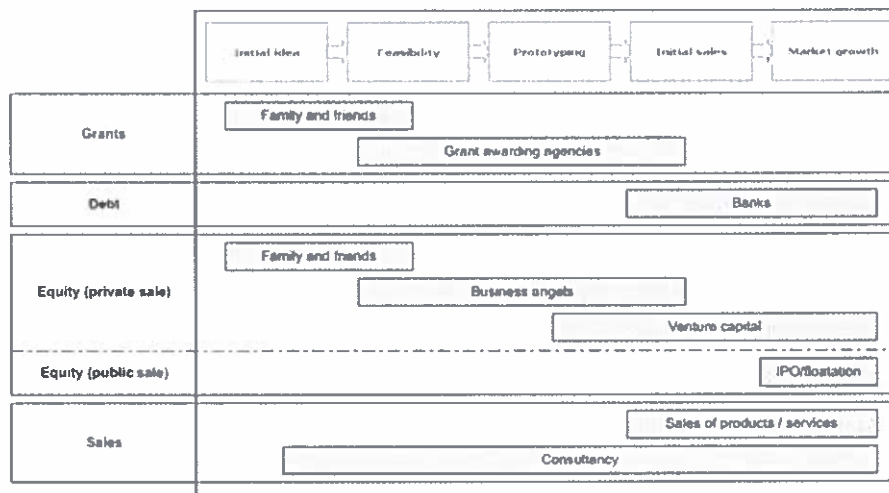 Initial idea
Feasibility
Prototyping
Initial sales
Market growth
Grants
Family and friends
Grant awarding agencies
Debt
Banks
Equity (private sale)
Family and friends
Business angels
Venture capital
Equity (public sale)
IPO/floatation
Sales
Sales of products / services
Consultancy